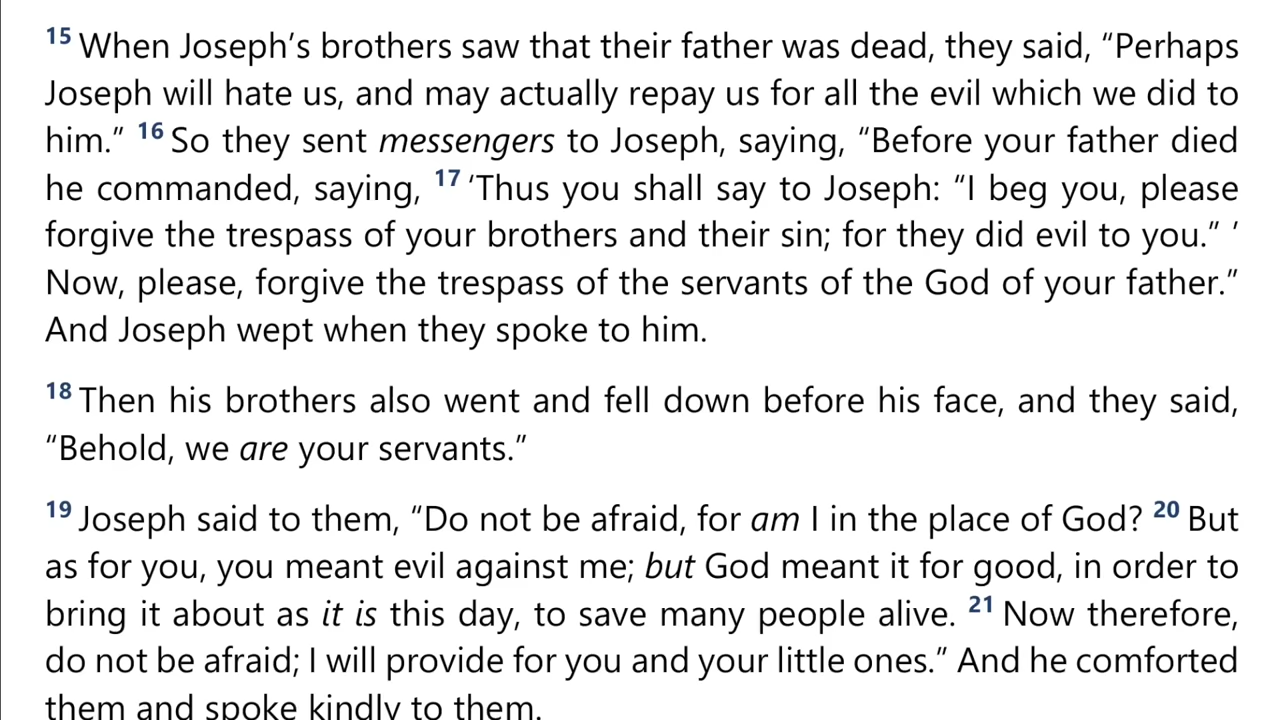 15 When Joseph’s brothers saw that their father was dead, they said, “Perhaps
Joseph will hate us, and may actually repay us for all the evil which we did to
him.” 16 So they sent messengers to Joseph, saying, “Before your father died
he commanded, saying, 17 ‘Thus you shall say to Joseph: “I beg you, please
forgive the trespass of your brothers and their sin; for they did evil to you.” ’
Now, please, forgive the trespass of the servants of the God of your father.”
And Joseph wept when they spoke to him.
18 Then his brothers also went and fell down before his face, and they said,
“Behold, we are your servants.”
19 Joseph said to them, “Do not be afraid, for am I in the place of God? 20 But
as for you, you meant evil against me; but God meant it for good, in order to
bring it about as it is this day, to save many people alive. 21 Now therefore,
do not be afraid; I will provide for you and your little ones.” And he comforted
them and spoke kindly to them.